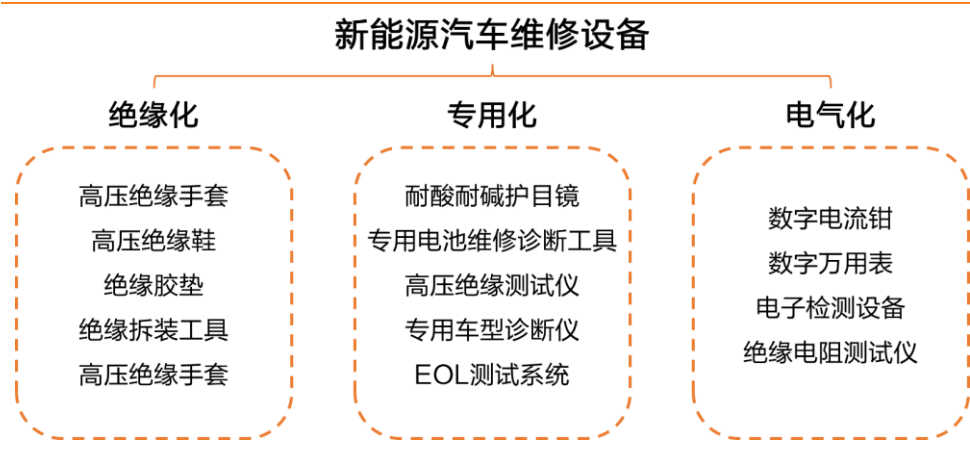 新能源汽车维修设备
绝缘化
高压绝缘手套
高压绝缘鞋
绝缘胶垫
绝缘拆装工具
高压绝缘手套
专用化
耐酸耐碱护目镜
专用电池维修诊断工具
高压绝缘测试仪
专用车型诊断仪
EOL测试系统
电气化
数字电流钳
数字万用表
电子检测设备
绝缘电阻测试仪